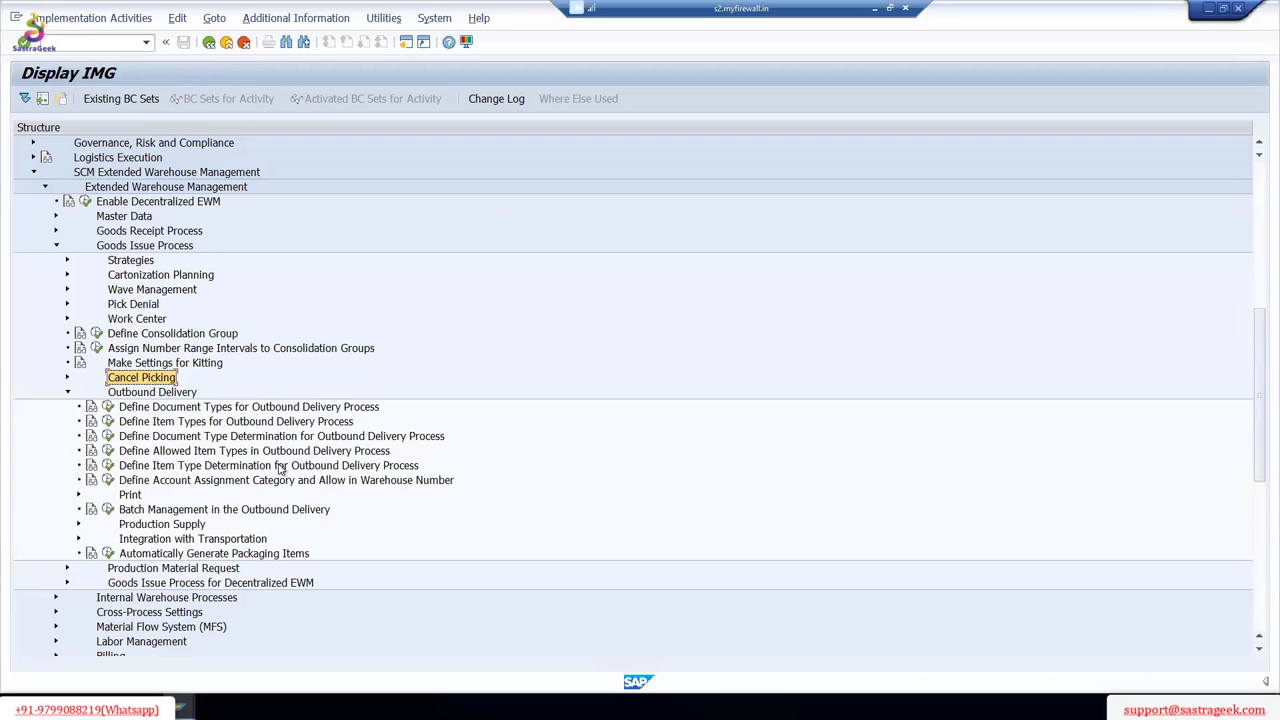 s2.myfirewall.in
Implementation Activities Edit Goto Additional Information Utilities System Help
SastraGeek
Display IMG
Existing BC Sets BC Sets for Activity Activated BC Sets for Activity Change Log Where Else Used
Structure
Governance, Risk and Compliance
Logistics Execution
SCM Extended Warehouse Management
Extended Warehouse Management
Enable Decentralized EWM
Master Data
Goods Receipt Process
Goods Issue Process
Strategies
Cartonization Planning
Wave Management
Pick Denial
Work Center
Define Consolidation Group
Assign Number Range Intervals to Consolidation Groups
Make Settings for Kitting
Cancel Picking
Outbound Delivery
Define Document Types for Outbound Delivery Process
Define Item Types for Outbound Delivery Process
Define Document Type Determination for Outbound Delivery Process
Define Allowed Item Types in Outbound Delivery Process
Define Item Type Determination for Outbound Delivery Process
Define Account Assignment Category and Allow in Warehouse Number
Print
Batch Management in the Outbound Delivery
Production Supply
Integration with Transportation
Automatically Generate Packaging Items
Production Material Request
Goods Issue Process for Decentralized EWM
Internal Warehouse Processes
Cross-Process Settings
Material Flow System (MFS)
Labor Management
Billing
SAP
+91-9799088219(Whatsapp)
support@sastrageek.com